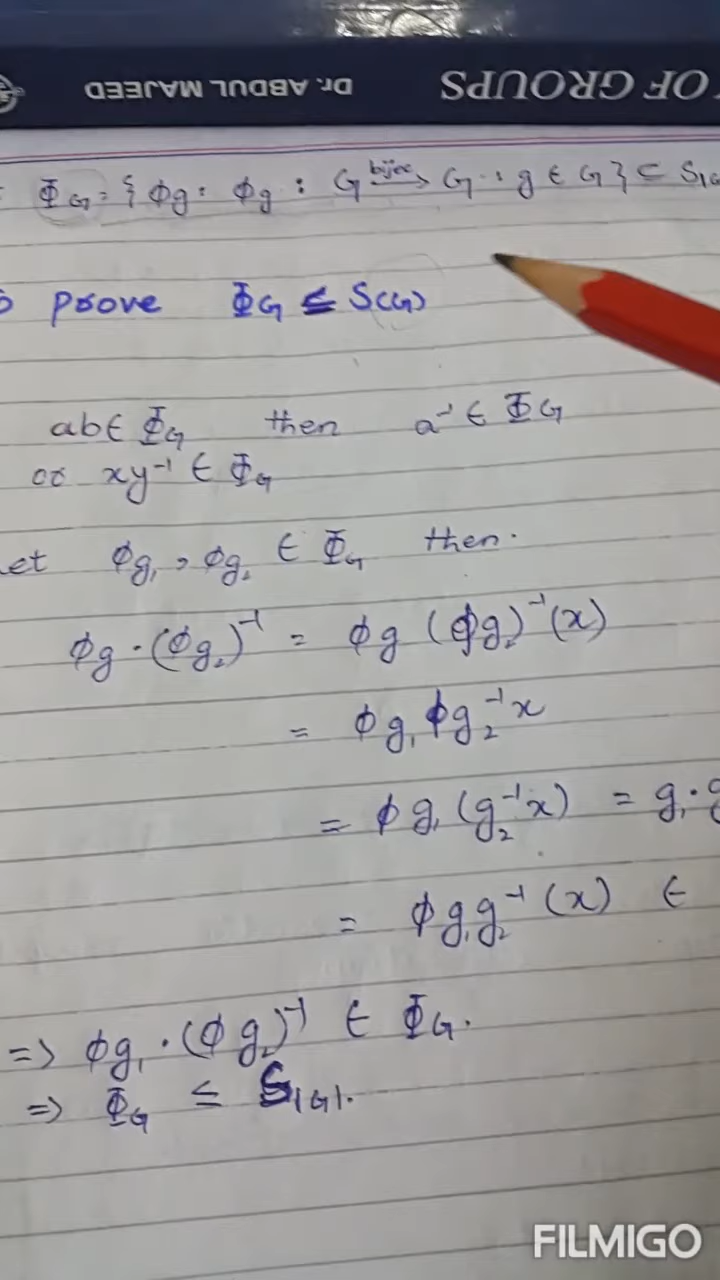 OF GROUPS Dr. ABDUL MAJEED
Φ_G = { ϕg : ϕg : G bijec→ G : g ∈ G } ⊂ S|G
prove Φ_G ≤ S(G)
ab ∈ Φ_G then a⁻¹ ∈ Φ_G
or xy⁻¹ ∈ Φ_G
et ϕg₁, ϕg₂ ∈ Φ_G then.
ϕg · (ϕg₂)⁻¹ = ϕg (ϕg₂)⁻¹(x)
= ϕg₁ ϕg₂⁻¹x
= ϕg₁(g₂⁻¹x) = g₁·g
= ϕg₁g₂⁻¹(x) ∈
=> ϕg₁·(ϕg₂)⁻¹ ∈ Φ_G.
=> Φ_G ≤ S|G|.
FILMIGO